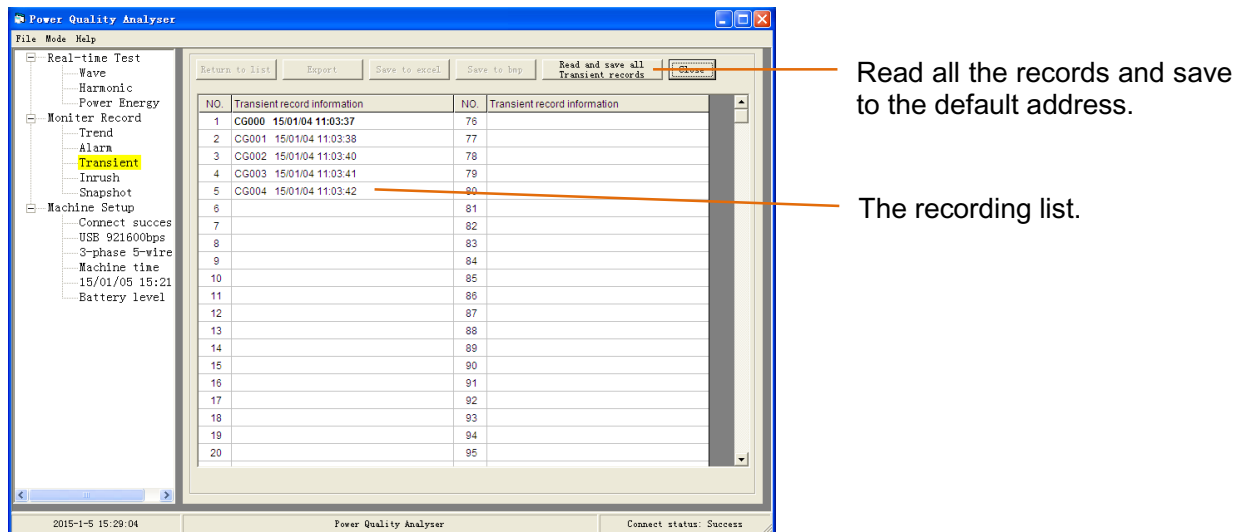 Power Quality Analyser
File Mode Help
Real-time Test
Wave
Harmonic
Power Energy
Moniter Record
Trend
Alarm
Transient
Inrush
Snapshot
Machine Setup
Connect succes
USB 921600bps
3-phase 5-wire
Machine time
15/01/05 15:21
Battery level
Return to list Export Save to excel Save to bmp Read and save all Transient records Close
NO. Transient record information NO. Transient record information
1 CG000 15/01/04 11:03:37 76
2 CG001 15/01/04 11:03:38 77
3 CG002 15/01/04 11:03:40 78
4 CG003 15/01/04 11:03:41 79
5 CG004 15/01/04 11:03:42 80
6 81
7 82
8 83
9 84
10 85
11 86
12 87
13 88
14 89
15 90
16 91
17 92
18 93
19 94
20 95
2015-1-5 15:29:04 Power Quality Analyser Connect status: Success
Read all the records and save
to the default address.
The recording list.